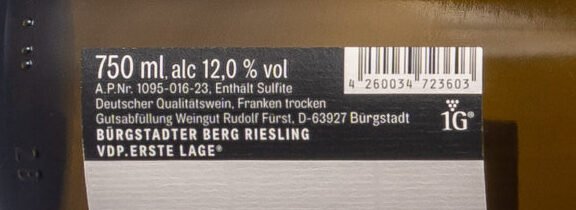 750 ml, alc 12,0 % vol
A.P.Nr. 1095-016-23, Enthält Sulfite
Deutscher Qualitätswein, Franken trocken
Gutsabfüllung Weingut Rudolf Fürst, D-63927 Bürgstadt
BÜRGSTADTER BERG RIESLING
VDP.ERSTE LAGE®
4 260034 723603
1G®